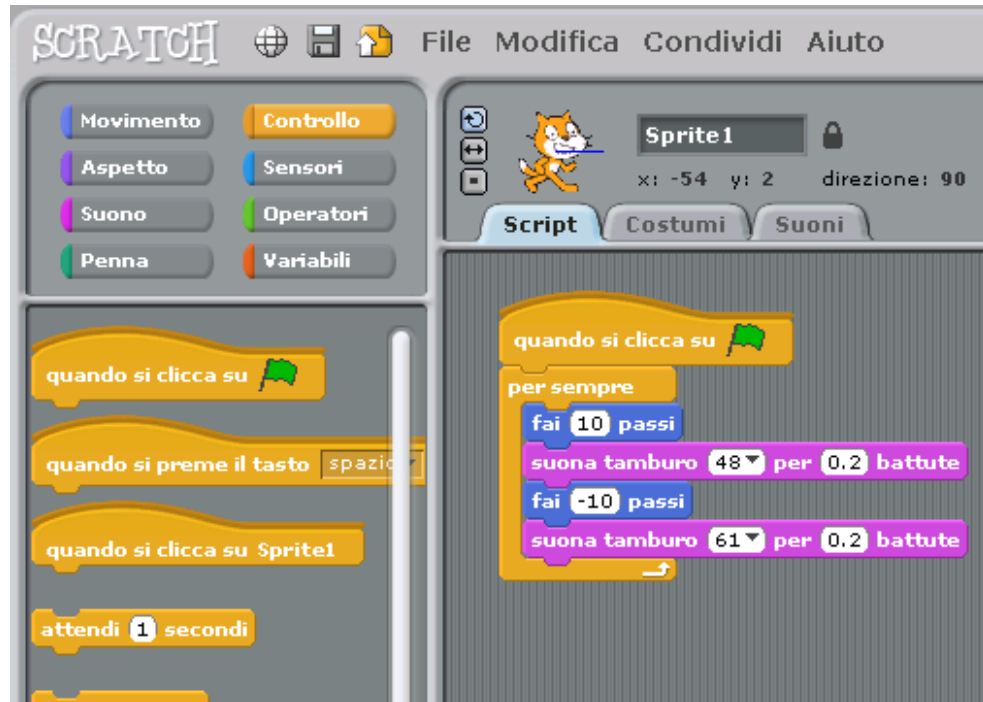 SCRATCH File Modifica Condividi Aiuto
Movimento Controllo
Aspetto Sensori
Suono Operatori
Penna Variabili
quando si clicca su
quando si preme il tasto spazio
quando si clicca su Sprite1
attendi 1 secondi
Sprite1
x: -54 y: 2 direzione: 90
Script Costumi Suoni
quando si clicca su
per sempre
fai 10 passi
suona tamburo 48 per 0.2 battute
fai -10 passi
suona tamburo 61 per 0.2 battute